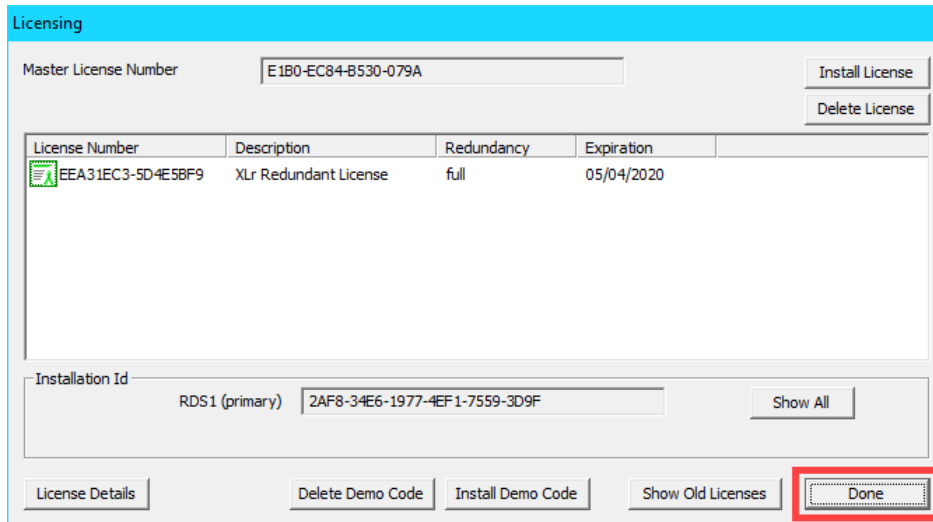 Licensing
Master License Number E1B0-EC84-B530-079A Install License
Delete License
License Number Description Redundancy Expiration
EEA31EC3-5D4E5BF9 XLr Redundant License full 05/04/2020
Installation Id
RDS1 (primary) 2AF8-34E6-1977-4EF1-7559-3D9F Show All
License Details Delete Demo Code Install Demo Code Show Old Licenses Done